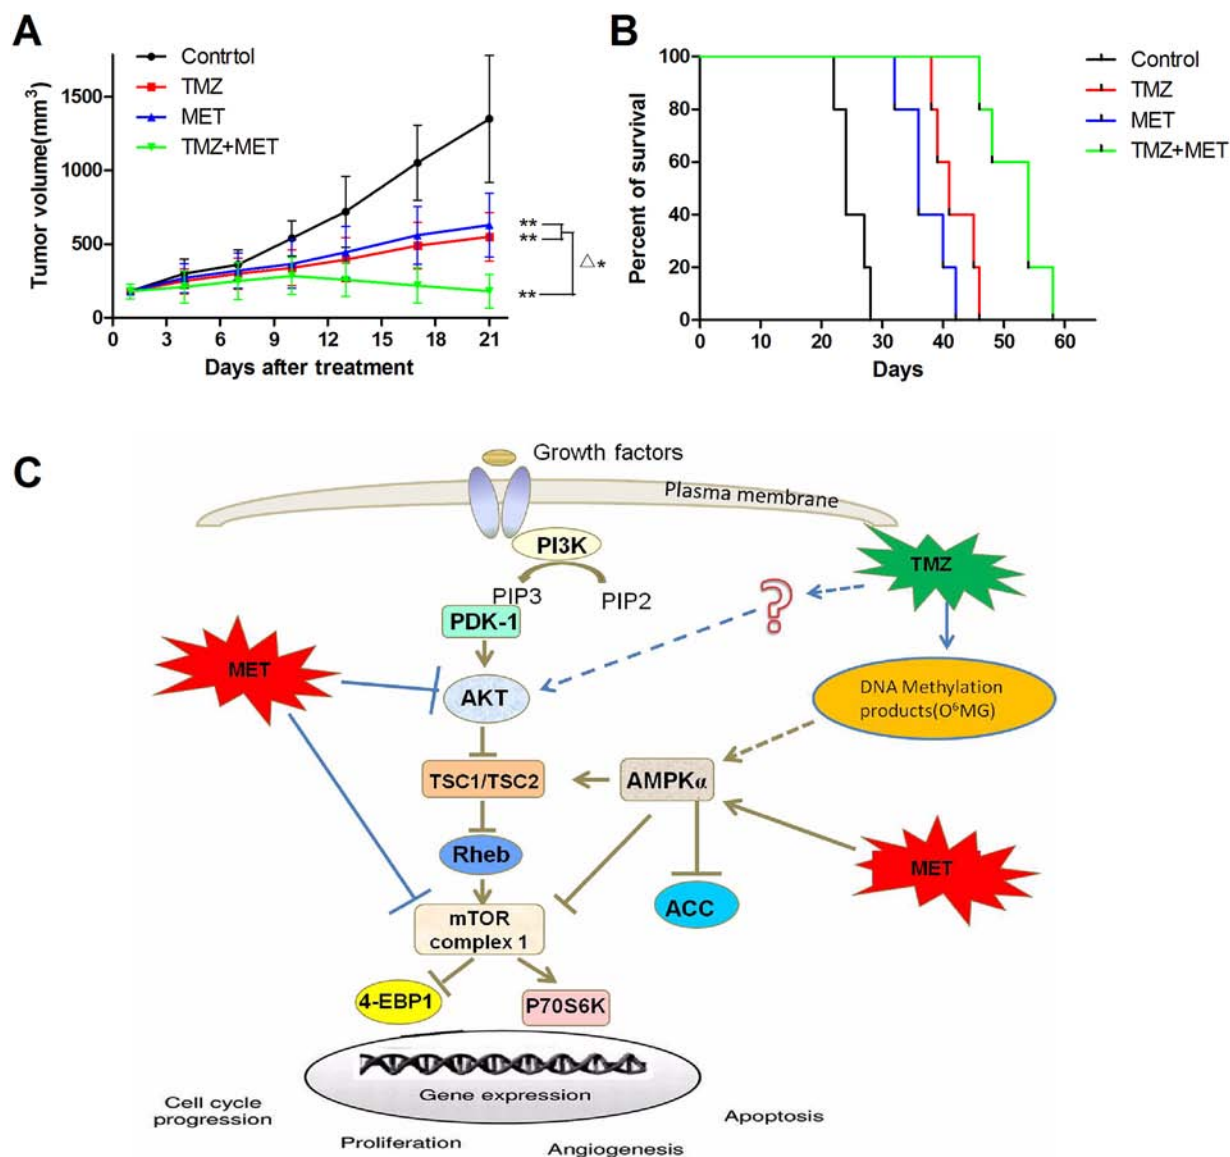 A
Contrtol
TMZ
MET
TMZ+MET
Tumor volume(mm³)
1500
1000
500
0
0
3
6
9
12
15
18
21
Days after treatment
**
**
△*
**
B
Control
TMZ
MET
TMZ+MET
Percent of survival
100
80
60
40
20
0
0
20
30
40
50
60
Days
C
Growth factors
Plasma membrane
PI3K
PIP3
PIP2
PDK-1
TMZ
?
MET
AKT
DNA Methylation
products(O⁶MG)
TSC1/TSC2
AMPKα
Rheb
MET
ACC
mTOR
complex 1
4-EBP1
P70S6K
Gene expression
Cell cycle
progression
Proliferation
Angiogenesis
Apoptosis